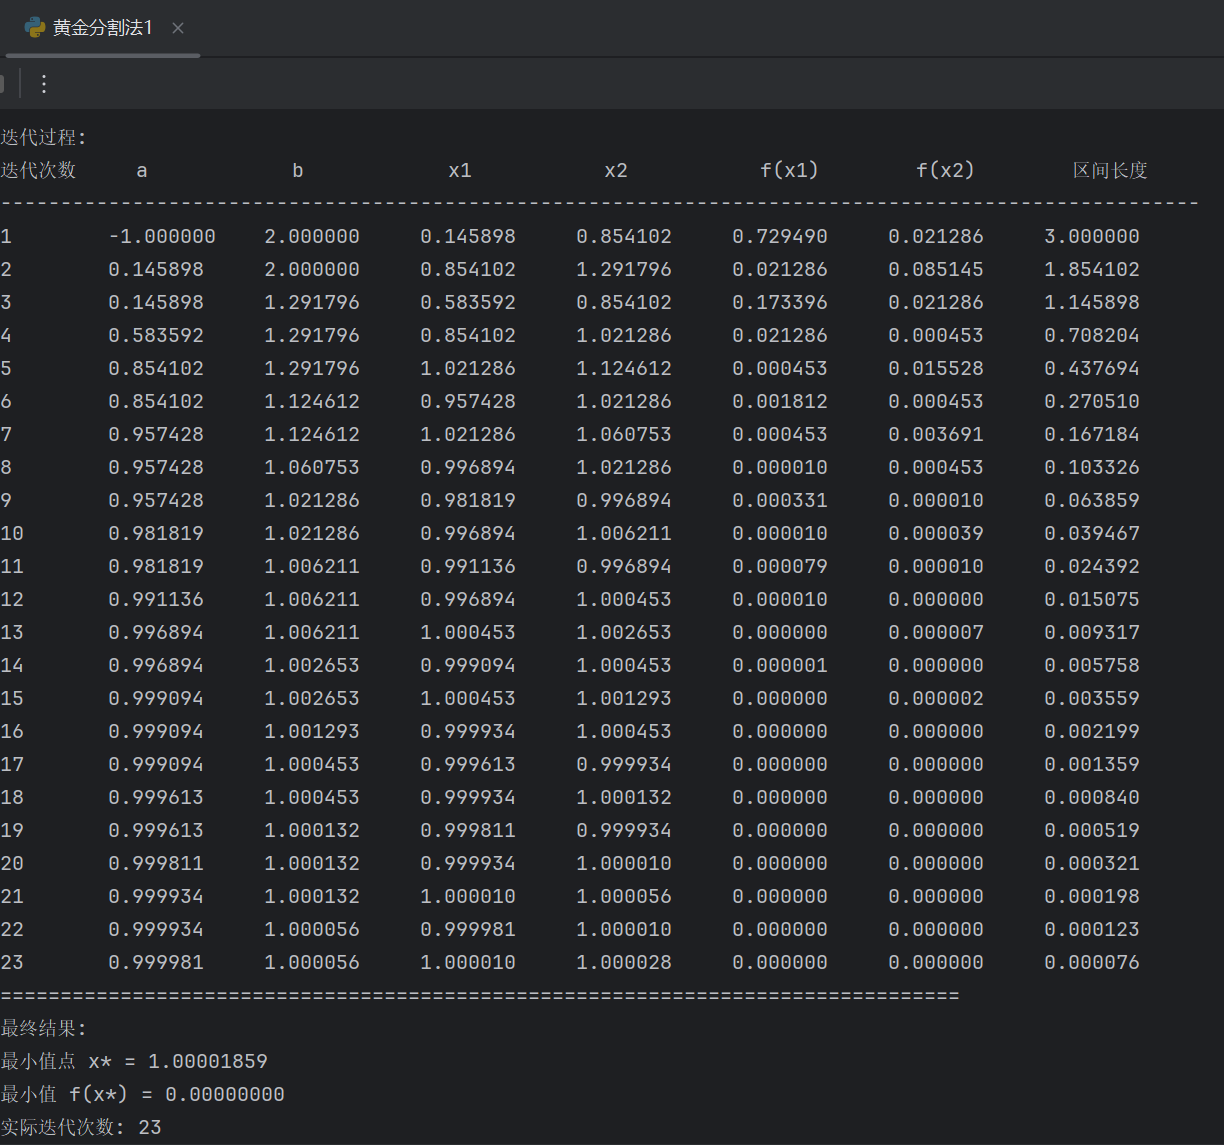 黄金分割法1
迭代过程:
迭代次数 a b x1 x2 f(x1) f(x2) 区间长度
----------------------------------------------------------------------------------------------------
1 -1.000000 2.000000 0.145898 0.854102 0.729490 0.021286 3.000000
2 0.145898 2.000000 0.854102 1.291796 0.021286 0.085145 1.854102
3 0.145898 1.291796 0.583592 0.854102 0.173396 0.021286 1.145898
4 0.583592 1.291796 0.854102 1.021286 0.021286 0.000453 0.708204
5 0.854102 1.291796 1.021286 1.124612 0.000453 0.015528 0.437694
6 0.854102 1.124612 0.957428 1.021286 0.001812 0.000453 0.270510
7 0.957428 1.124612 1.021286 1.060753 0.000453 0.003691 0.167184
8 0.957428 1.060753 0.996894 1.021286 0.000010 0.000453 0.103326
9 0.957428 1.021286 0.981819 0.996894 0.000331 0.000010 0.063859
10 0.981819 1.021286 0.996894 1.006211 0.000010 0.000039 0.039467
11 0.981819 1.006211 0.991136 0.996894 0.000079 0.000010 0.024392
12 0.991136 1.006211 0.996894 1.000453 0.000010 0.000000 0.015075
13 0.996894 1.006211 1.000453 1.002653 0.000000 0.000007 0.009317
14 0.996894 1.002653 0.999094 1.000453 0.000001 0.000000 0.005758
15 0.999094 1.002653 1.000453 1.001293 0.000000 0.000002 0.003559
16 0.999094 1.001293 0.999934 1.000453 0.000000 0.000000 0.002199
17 0.999094 1.000453 0.999613 0.999934 0.000000 0.000000 0.001359
18 0.999613 1.000453 0.999934 1.000132 0.000000 0.000000 0.000840
19 0.999613 1.000132 0.999811 0.999934 0.000000 0.000000 0.000519
20 0.999811 1.000132 0.999934 1.000010 0.000000 0.000000 0.000321
21 0.999934 1.000132 1.000010 1.000056 0.000000 0.000000 0.000198
22 0.999934 1.000056 0.999981 1.000010 0.000000 0.000000 0.000123
23 0.999981 1.000056 1.000010 1.000028 0.000000 0.000000 0.000076
================================================================================
最终结果:
最小值点 x* = 1.00001859
最小值 f(x*) = 0.00000000
实际迭代次数: 23